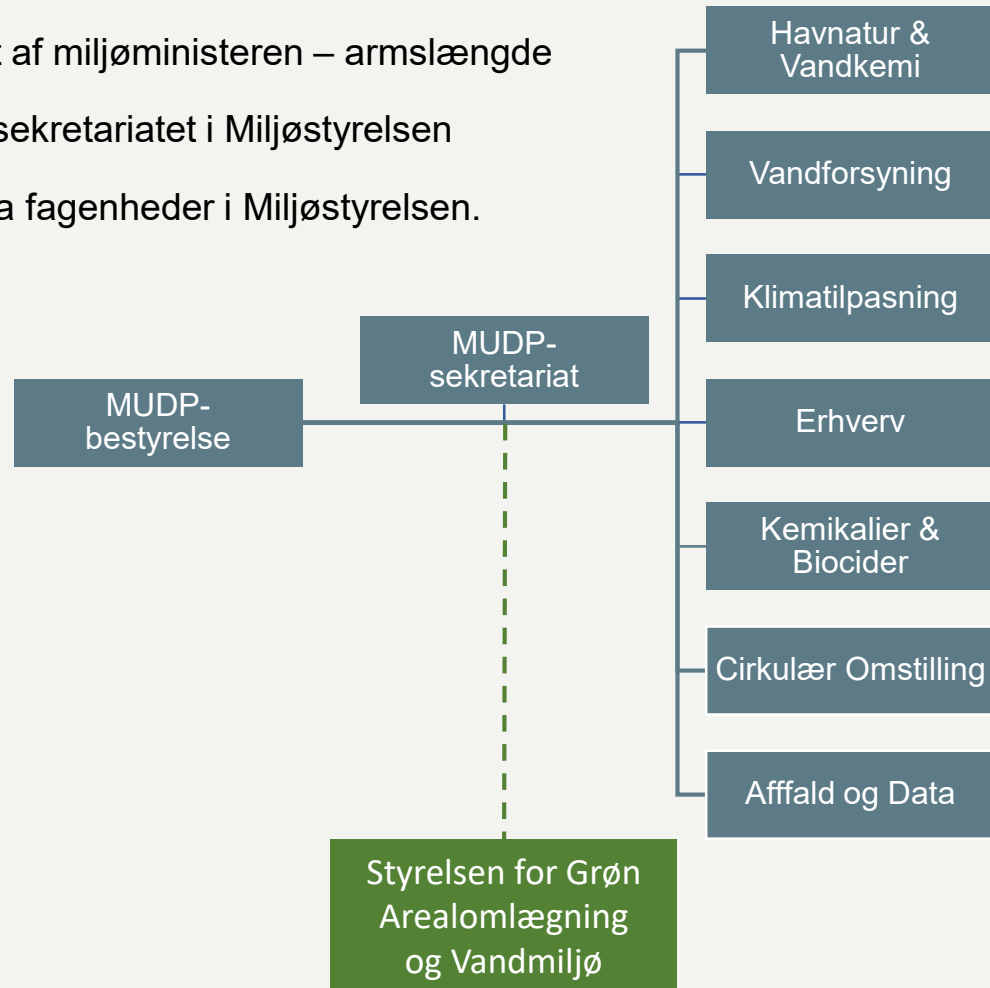 af miljøministeren – armslængde
sekretariatet i Miljøstyrelsen
fagenheder i Miljøstyrelsen.
MUDP-
sekretariat
MUDP-
bestyrelse
Havnatur &
Vandkemi
Vandforsyning
Klimatilpasning
Erhverv
Kemikalier &
Biocider
Cirkulær Omstilling
Afffald og Data
Styrelsen for Grøn
Arealomlægning
og Vandmiljø